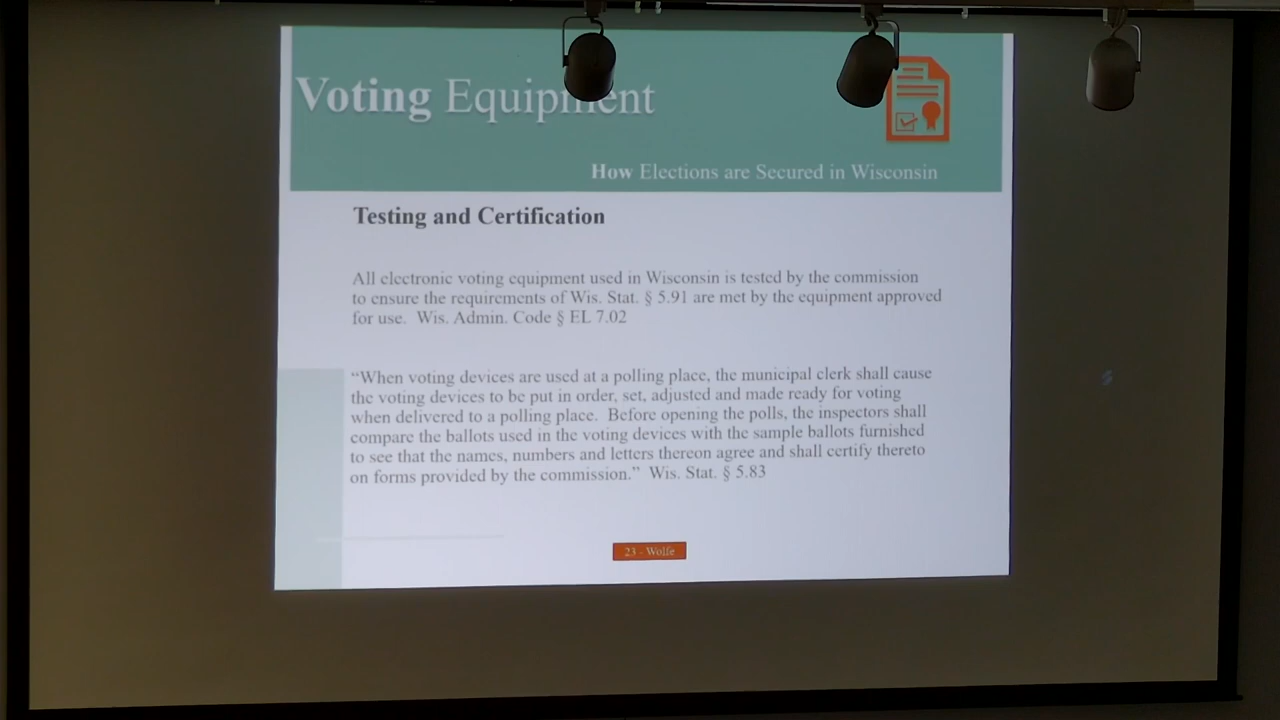 Voting Equipment
How Elections are Secured in Wisconsin
Testing and Certification
All electronic voting equipment used in Wisconsin is tested by the commission
to ensure the requirements of Wis. Stat. § 5.91 are met by the equipment approved
for use. Wis. Admin. Code § EL 7.02
“When voting devices are used at a polling place, the municipal clerk shall cause
the voting devices to be put in order, set, adjusted and made ready for voting
when delivered to a polling place. Before opening the polls, the inspectors shall
compare the ballots used in the voting devices with the sample ballots furnished
to see that the names, numbers and letters thereon agree and shall certify thereto
on forms provided by the commission.” Wis. Stat. § 5.83
23 - Wolfe